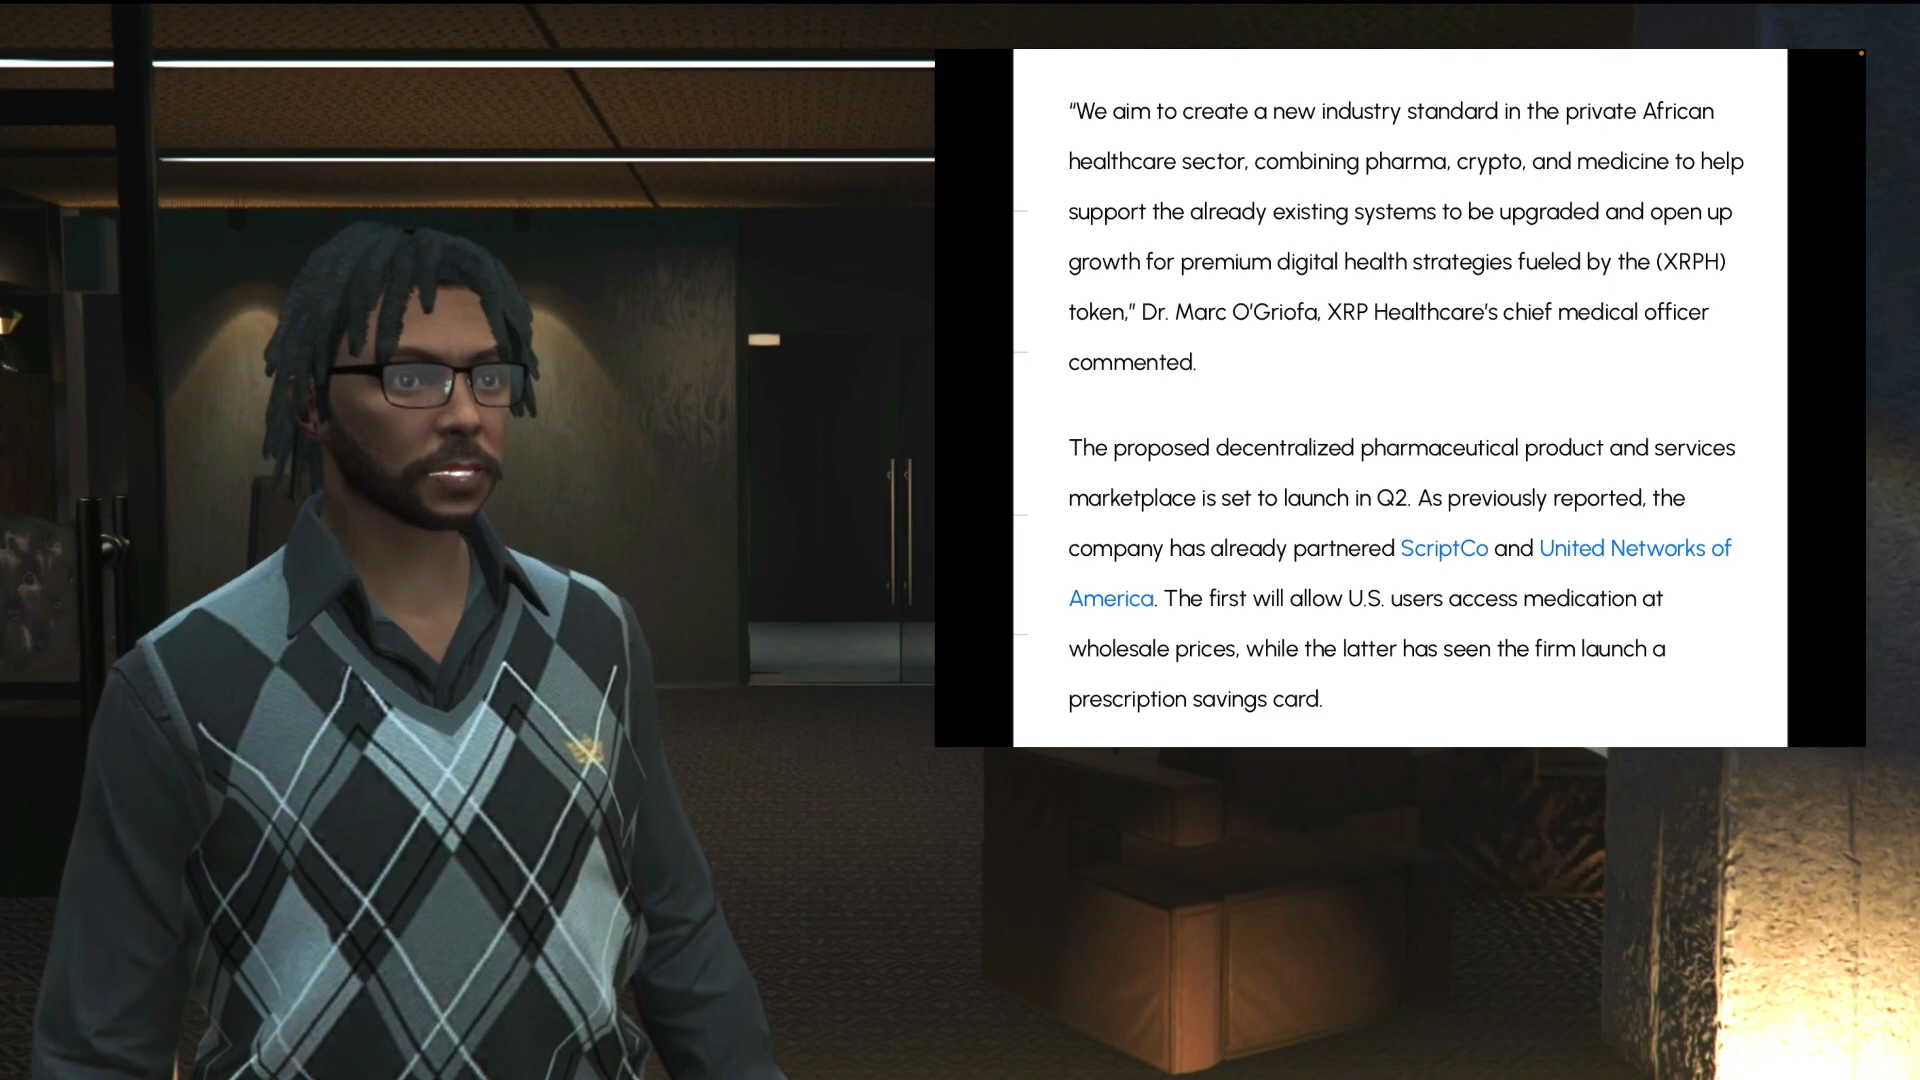 “We aim to create a new industry standard in the private African
healthcare sector, combining pharma, crypto, and medicine to help
support the already existing systems to be upgraded and open up
growth for premium digital health strategies fueled by the (XRPH)
token,” Dr. Marc O’Griofa, XRP Healthcare’s chief medical officer
commented.
The proposed decentralized pharmaceutical product and services
marketplace is set to launch in Q2. As previously reported, the
company has already partnered ScriptCo and United Networks of
America. The first will allow U.S. users access medication at
wholesale prices, while the latter has seen the firm launch a
prescription savings card.